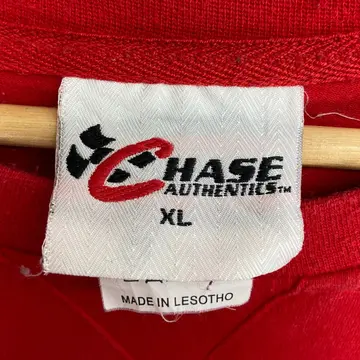 CHASE
AUTHENTICS™
XL
MADE IN LESOTHO